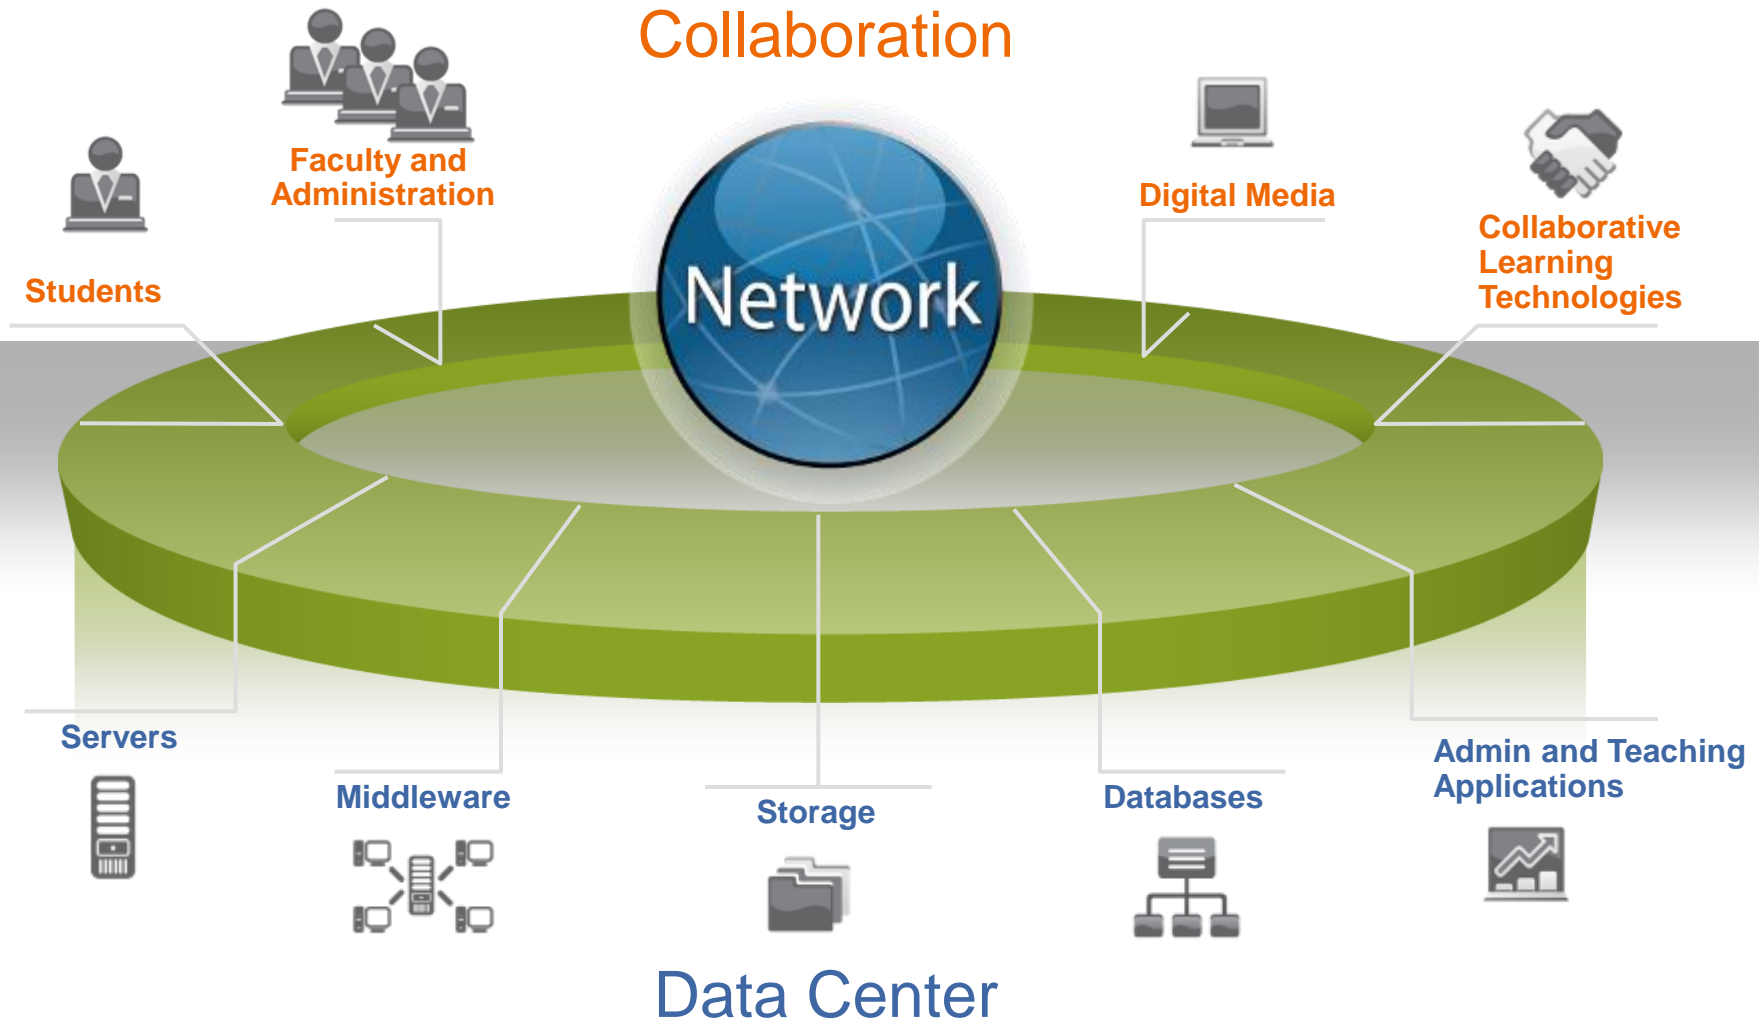 Collaboration
Faculty and
Administration
Digital Media
Collaborative
Learning
Technologies
Students
Network
Servers
Middleware
Storage
Databases
Admin and Teaching
Applications
Data Center